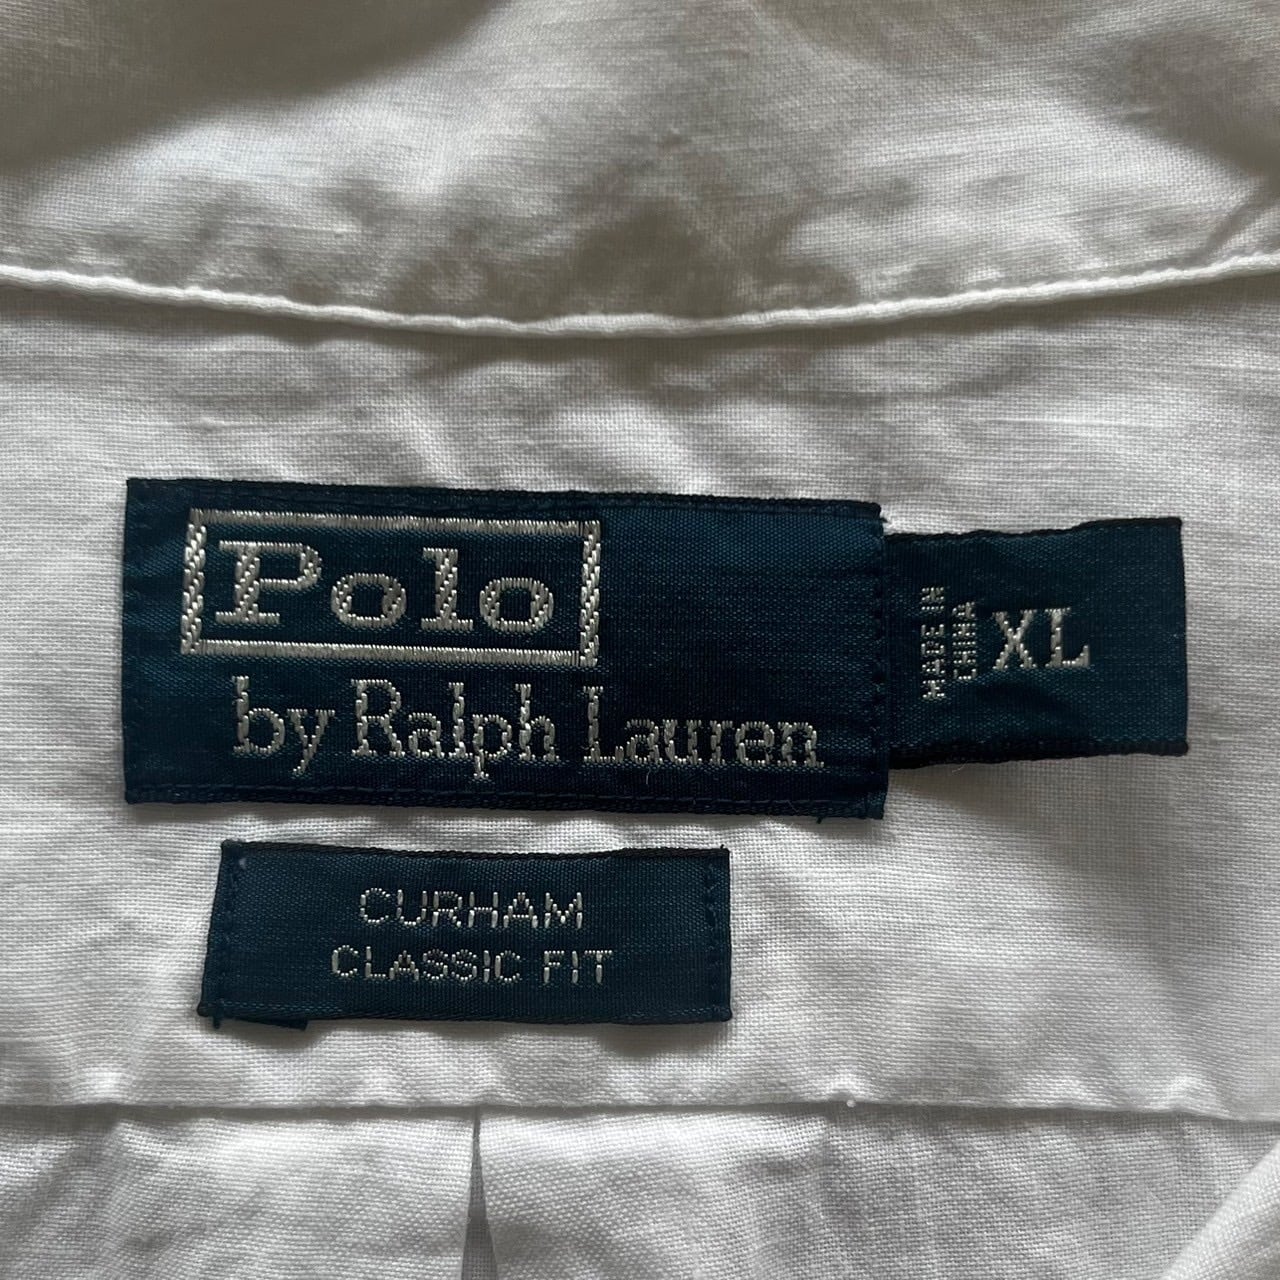 Polo
by Ralph Lauren
MADE IN
CHINA
XL
CURHAM
CLASSIC FIT